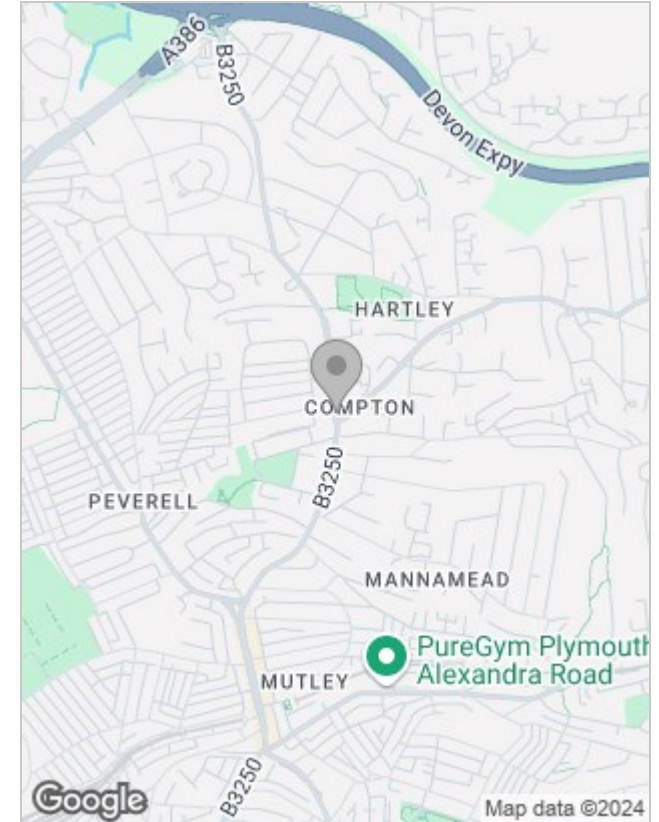 A386
B3250
Devon Expy
HARTLEY
COMPTON
B3250
PEVERELL
MANNAMEAD
PureGym Plymouth
Alexandra Road
MUTLEY
B3250
Google
Map data ©2024